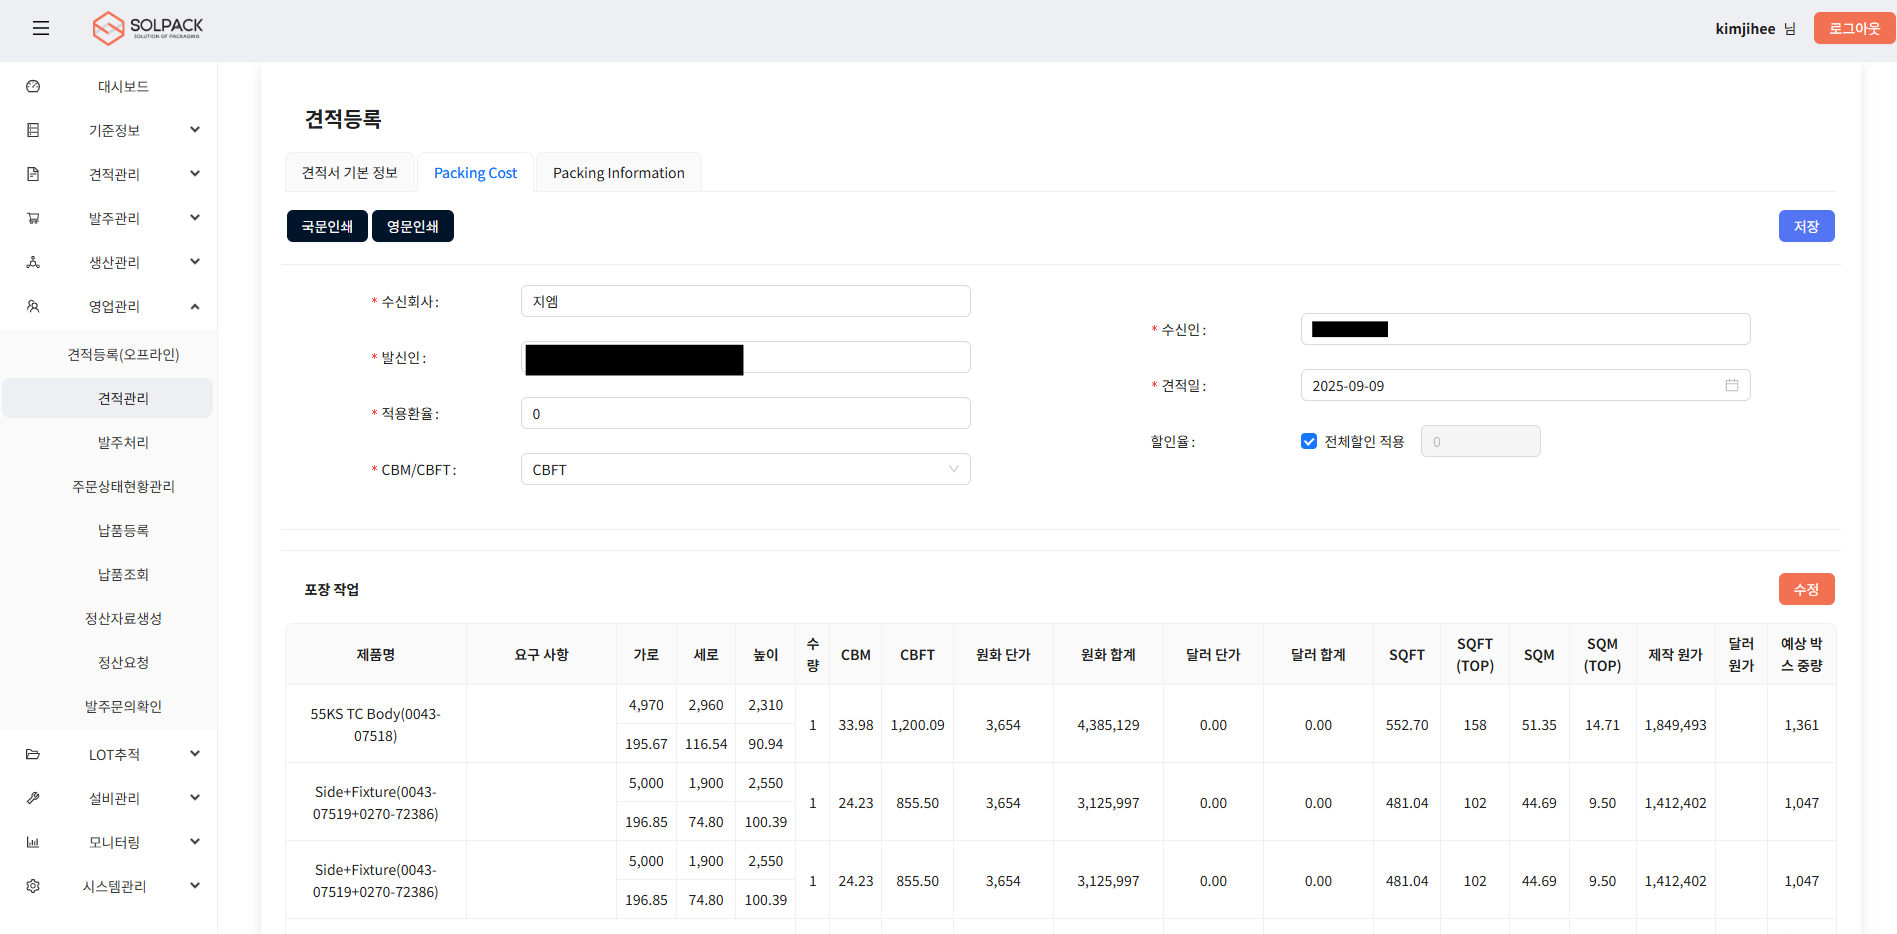 SOLPACK
SOLUTION OF PACKAGING
kimjihee 님
로그아웃
대시보드
기준정보
견적관리
발주관리
생산관리
영업관리
견적등록(오프라인)
견적관리
발주처리
주문상태현황관리
납품등록
납품조회
정산자료생성
정산요청
발주문의확인
LOT추적
설비관리
모니터링
시스템관리
견적등록
견적서 기본 정보 Packing Cost Packing Information
국문인쇄 영문인쇄 저장
* 수신회사: 지엠
* 발신인:
* 적용환율: 0
* CBM/CBFT: CBFT
* 수신인:
* 견적일: 2025-09-09
할인율: 전체할인 적용 0
포장 작업 수정
제품명 요구 사항 가로 세로 높이 수량 CBM CBFT 원화 단가 원화 합계 달러 단가 달러 합계 SQFT SQFT (TOP) SQM SQM (TOP) 제작 원가 달러 원가 예상 박스 중량
55KS TC Body(0043-07518) 4,970 2,960 2,310 1 33.98 1,200.09 3,654 4,385,129 0.00 0.00 552.70 158 51.35 14.71 1,849,493 1,361
195.67 116.54 90.94
Side+Fixture(0043-07519+0270-72386) 5,000 1,900 2,550 1 24.23 855.50 3,654 3,125,997 0.00 0.00 481.04 102 44.69 9.50 1,412,402 1,047
196.85 74.80 100.39
Side+Fixture(0043-07519+0270-72386) 5,000 1,900 2,550 1 24.23 855.50 3,654 3,125,997 0.00 0.00 481.04 102 44.69 9.50 1,412,402 1,047
196.85 74.80 100.39